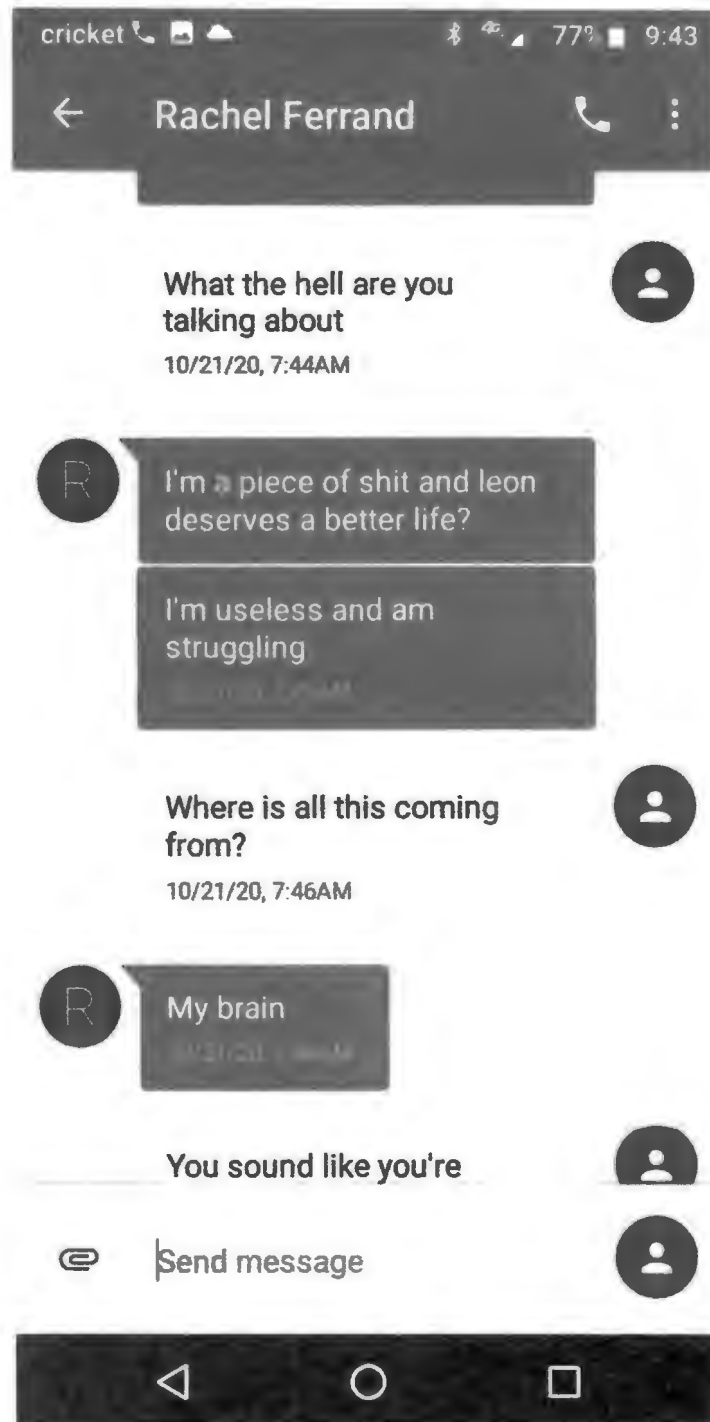 cricket 77% 9:43
Rachel Ferrand
What the hell are you
talking about
10/21/20, 7:44AM
R
I'm a piece of shit and leon
deserves a better life?
I'm useless and am
struggling
Where is all this coming
from?
10/21/20, 7:46AM
R
My brain
You sound like you're
Send message